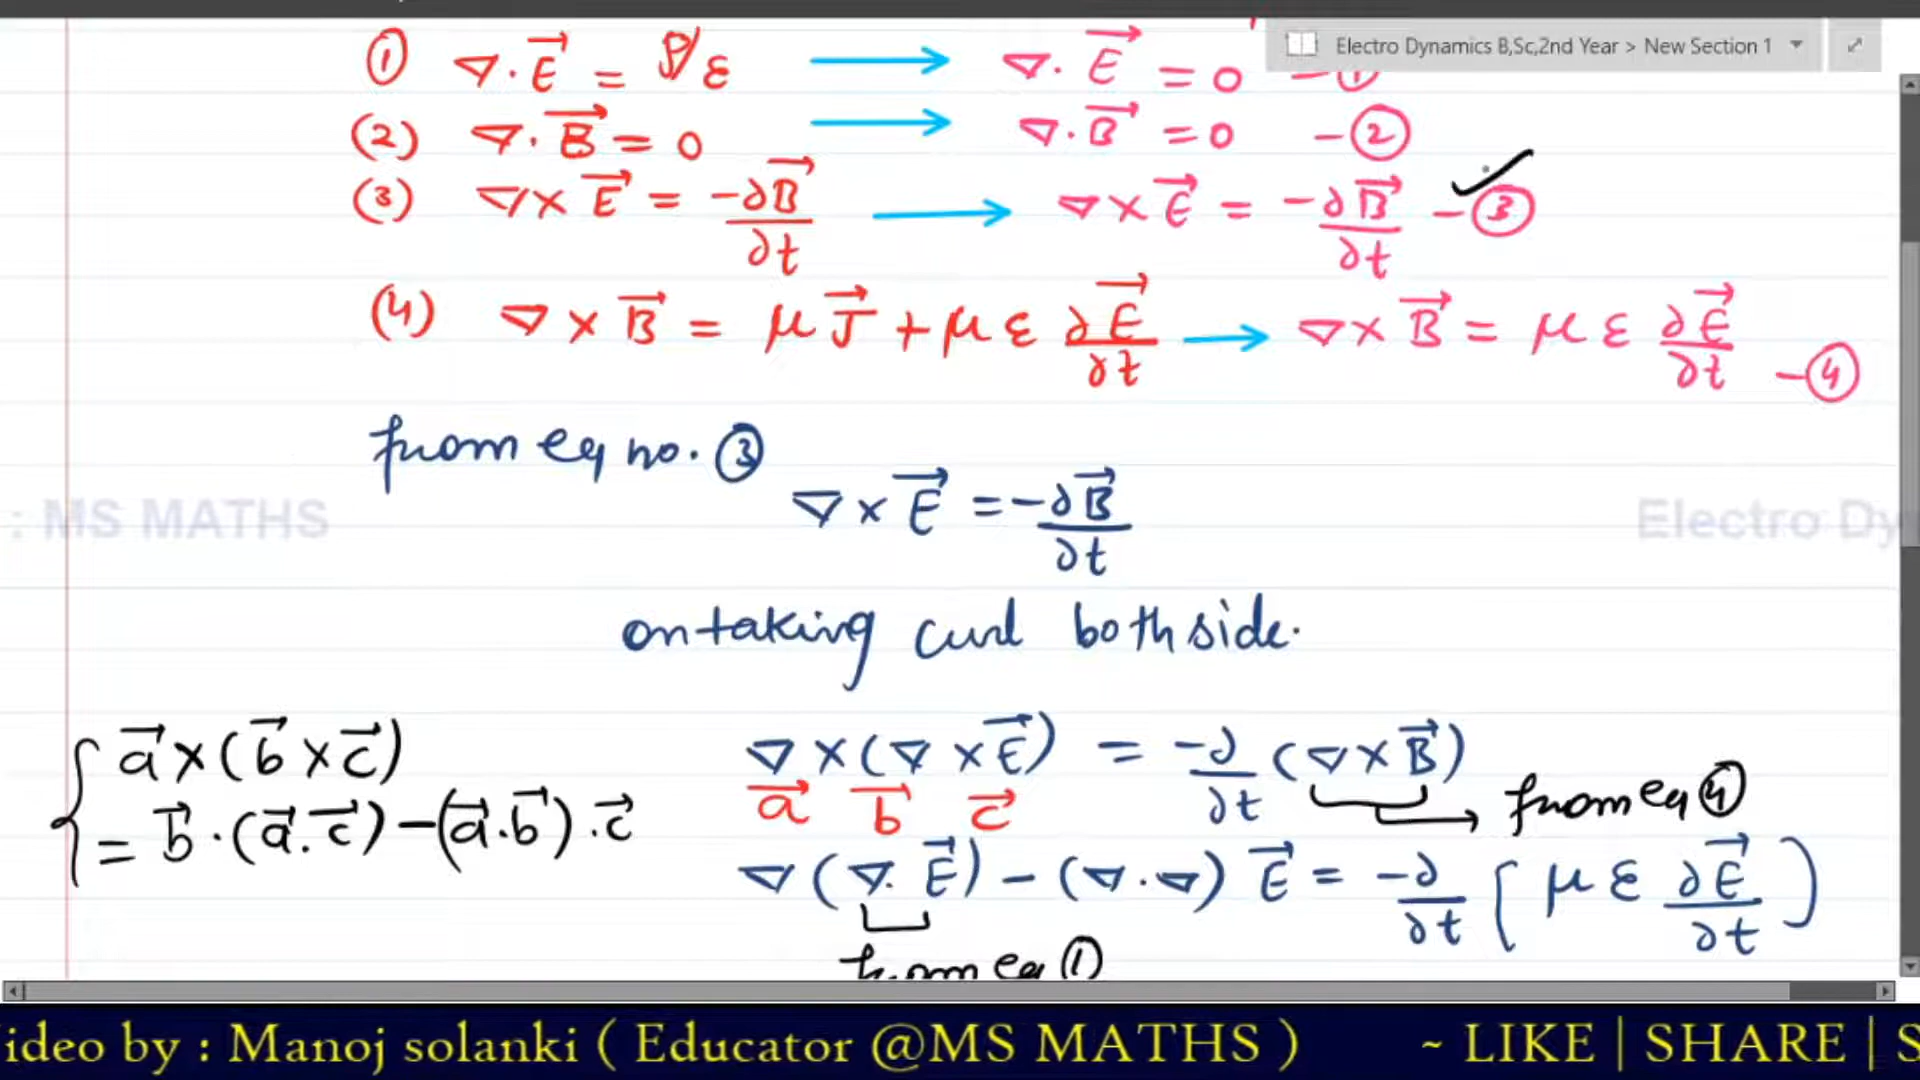 Electro Dynamics B,Sc,2nd Year > New Section 1
① ∇·E⃗ = ρ/ε → ∇·E⃗ = 0 –①
(2) ∇·B⃗ = 0 → ∇·B⃗ = 0 –②
(3) ∇×E⃗ = -∂B⃗/∂t → ∇×E⃗ = -∂B⃗/∂t –③
(4) ∇×B⃗ = μJ⃗ + με ∂E⃗/∂t → ∇×B⃗ = με ∂E⃗/∂t –④
from eq no. ③
∇×E⃗ = -∂B⃗/∂t
: MS MATHS
Electro Dy
on taking curl both side.
a⃗×(b⃗×c⃗)
= b⃗·(a⃗.c⃗)-(a⃗.b⃗).c⃗
∇×(∇×E⃗) = -∂/∂t (∇×B⃗)
a⃗ b⃗ c⃗
from eq ④
∇(∇.E⃗) - (∇.∇) E⃗ = -∂/∂t [με ∂E⃗/∂t)
from eq ①
ideo by : Manoj solanki ( Educator @MS MATHS ) ~ LIKE | SHARE | S